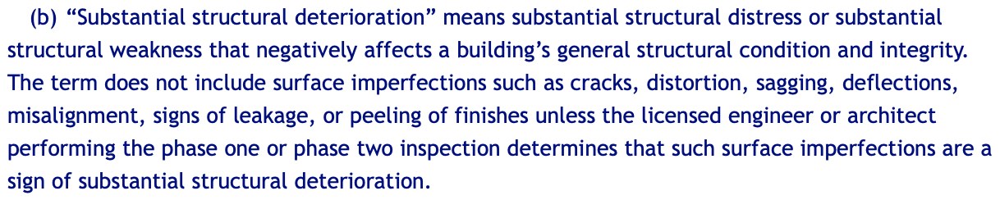 (b) “Substantial structural deterioration” means substantial structural distress or substantial
structural weakness that negatively affects a building’s general structural condition and integrity.
The term does not include surface imperfections such as cracks, distortion, sagging, deflections,
misalignment, signs of leakage, or peeling of finishes unless the licensed engineer or architect
performing the phase one or phase two inspection determines that such surface imperfections are a
sign of substantial structural deterioration.